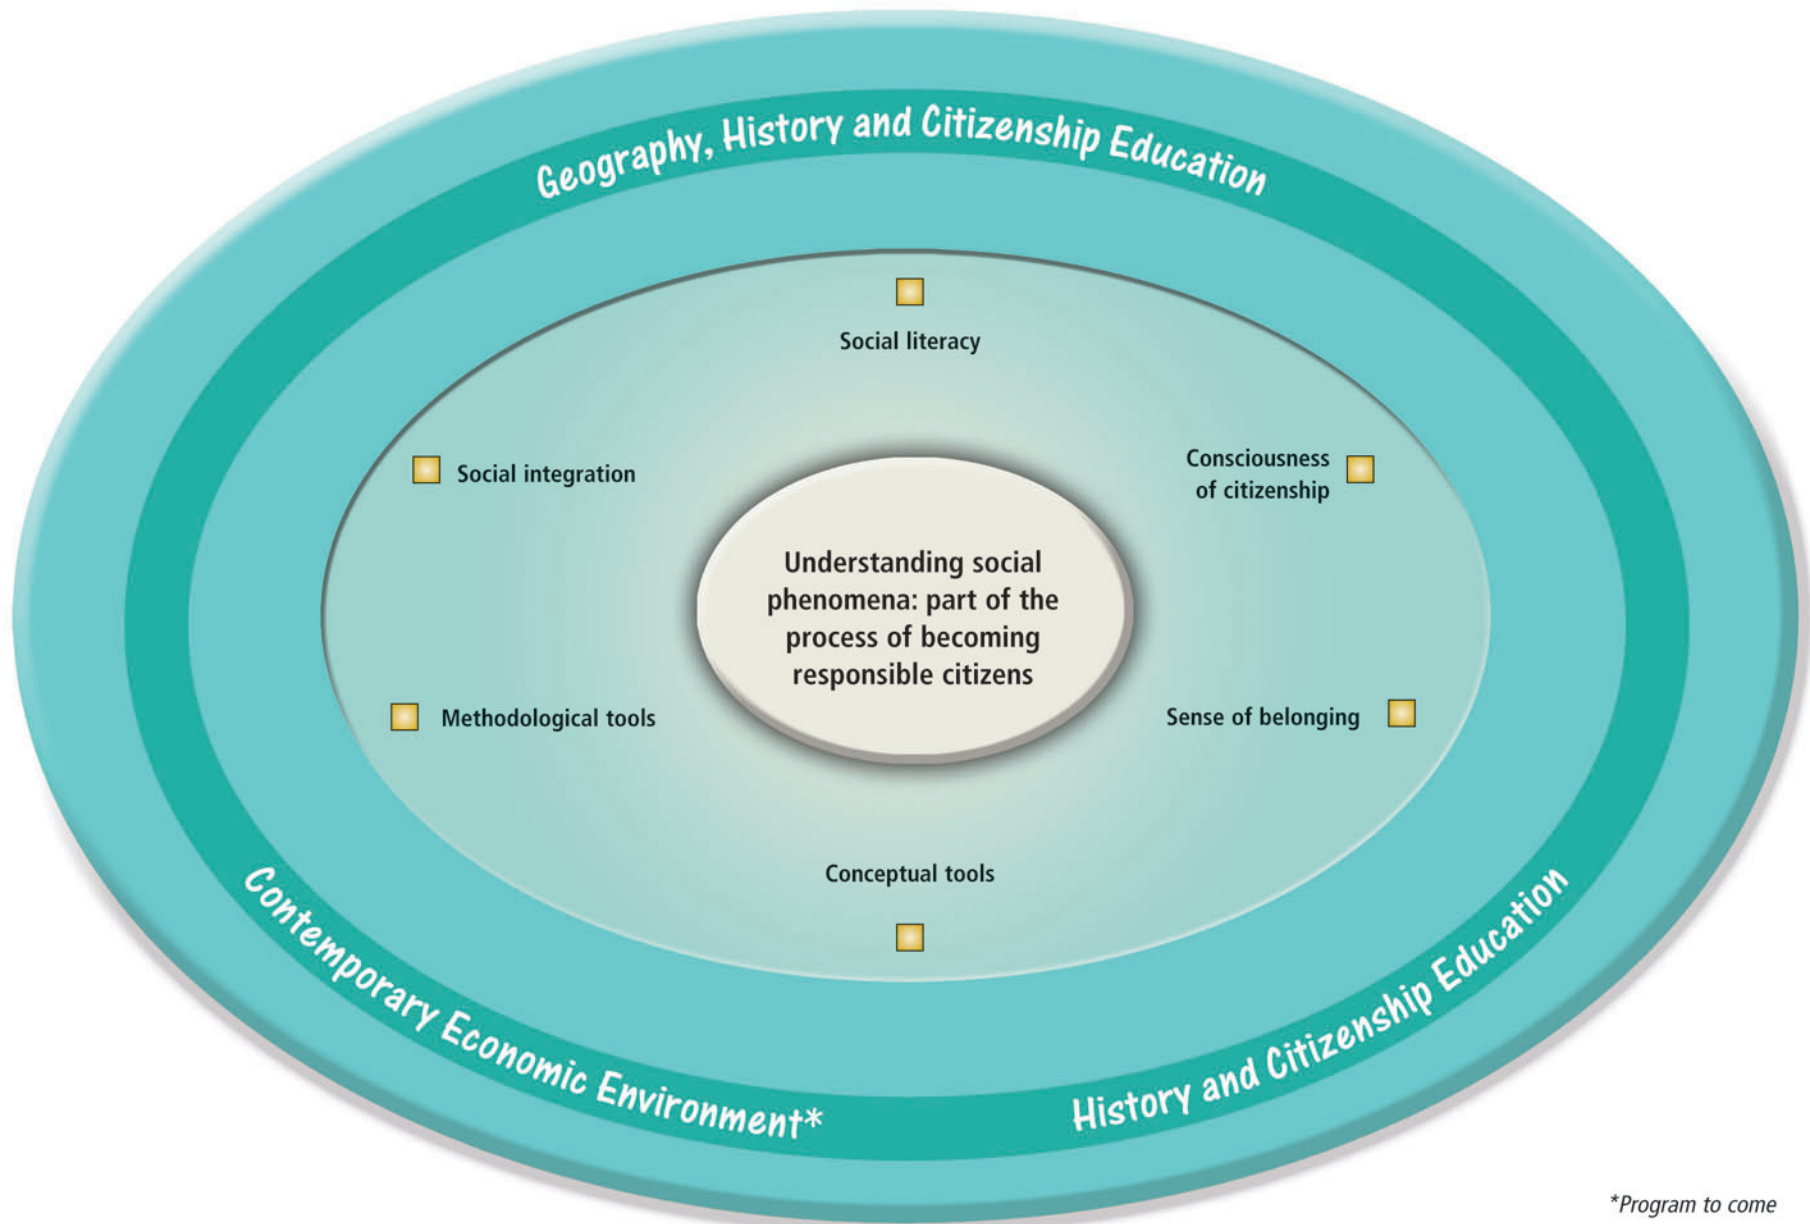 Geography, History and Citizenship Education
Social literacy
Social integration
Consciousness
of citizenship
Understanding social
phenomena: part of the
process of becoming
responsible citizens
Methodological tools
Sense of belonging
Conceptual tools
Contemporary Economic Environment*
History and Citizenship Education
*Program to come